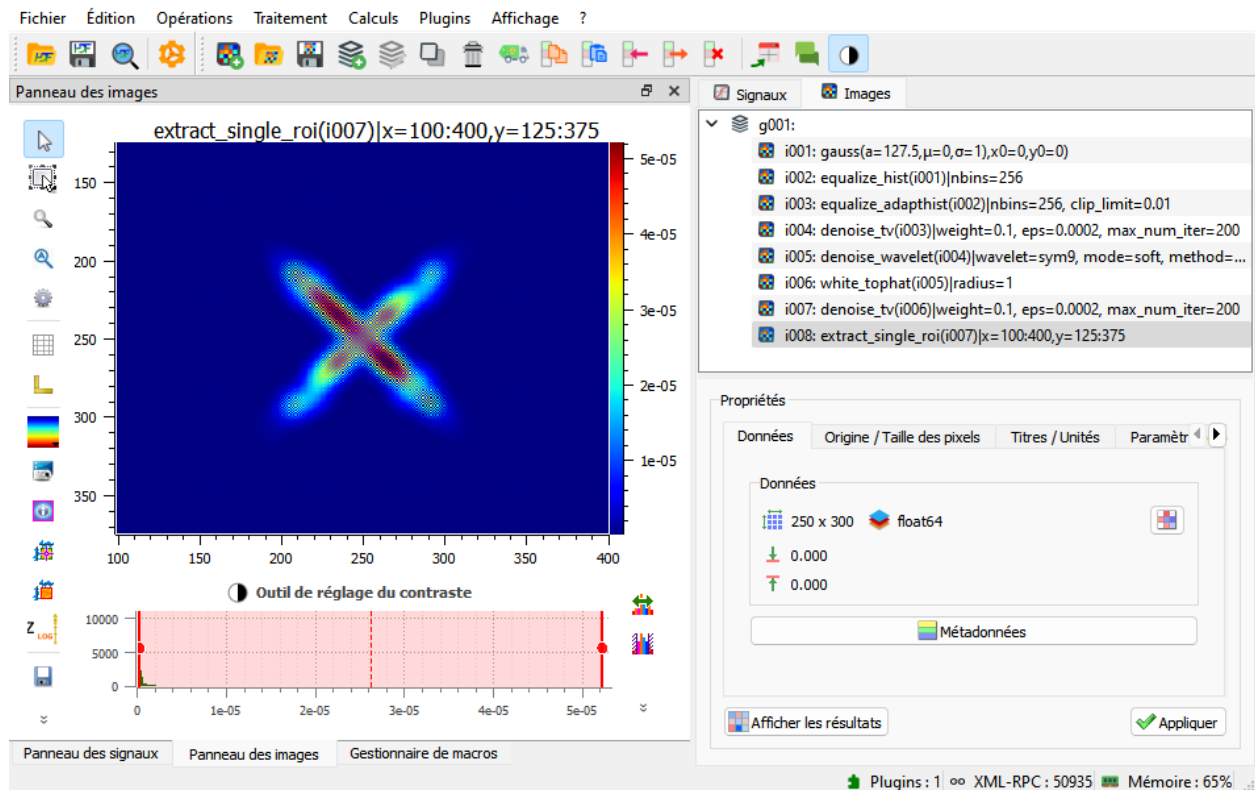 Fichier Édition Opérations Traitement Calculs Plugins Affichage ?
Panneau des images
extract_single_roi(i007)|x=100:400,y=125:375
150
200
250
300
350
100 150 200 250 300 350 400
5e-05
4e-05
3e-05
2e-05
1e-05
Z LOG
Outil de réglage du contraste
10000
5000
0
0 1e-05 2e-05 3e-05 4e-05 5e-05
Panneau des signaux Panneau des images Gestionnaire de macros
Signaux Images
g001:
i001: gauss(a=127.5,μ=0,σ=1),x0=0,y0=0)
i002: equalize_hist(i001)|nbins=256
i003: equalize_adapthist(i002)|nbins=256, clip_limit=0.01
i004: denoise_tv(i003)|weight=0.1, eps=0.0002, max_num_iter=200
i005: denoise_wavelet(i004)|wavelet=sym9, mode=soft, method=...
i006: white_tophat(i005)|radius=1
i007: denoise_tv(i006)|weight=0.1, eps=0.0002, max_num_iter=200
i008: extract_single_roi(i007)|x=100:400,y=125:375
Propriétés
Données Origine / Taille des pixels Titres / Unités Paramètr
Données
250 x 300 float64
0.000
0.000
Métadonnées
Afficher les résultats Appliquer
Plugins : 1 XML-RPC : 50935 Mémoire : 65%